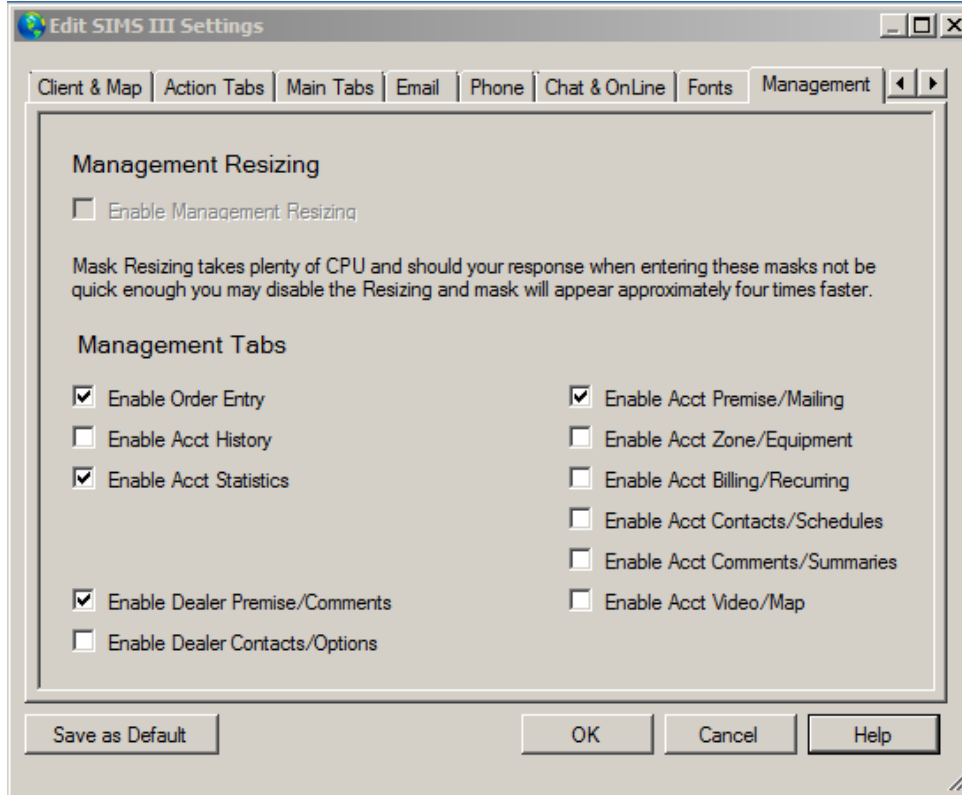 Edit SIMS III Settings
Client & Map Action Tabs Main Tabs Email Phone Chat & OnLine Fonts Management
Management Resizing
Enable Management Resizing
Mask Resizing takes plenty of CPU and should your response when entering these masks not be
quick enough you may disable the Resizing and mask will appear approximately four times faster.
Management Tabs
Enable Order Entry
Enable Acct History
Enable Acct Statistics
Enable Dealer Premise/Comments
Enable Dealer Contacts/Options
Enable Acct Premise/Mailing
Enable Acct Zone/Equipment
Enable Acct Billing/Recurring
Enable Acct Contacts/Schedules
Enable Acct Comments/Summaries
Enable Acct Video/Map
Save as Default OK Cancel Help